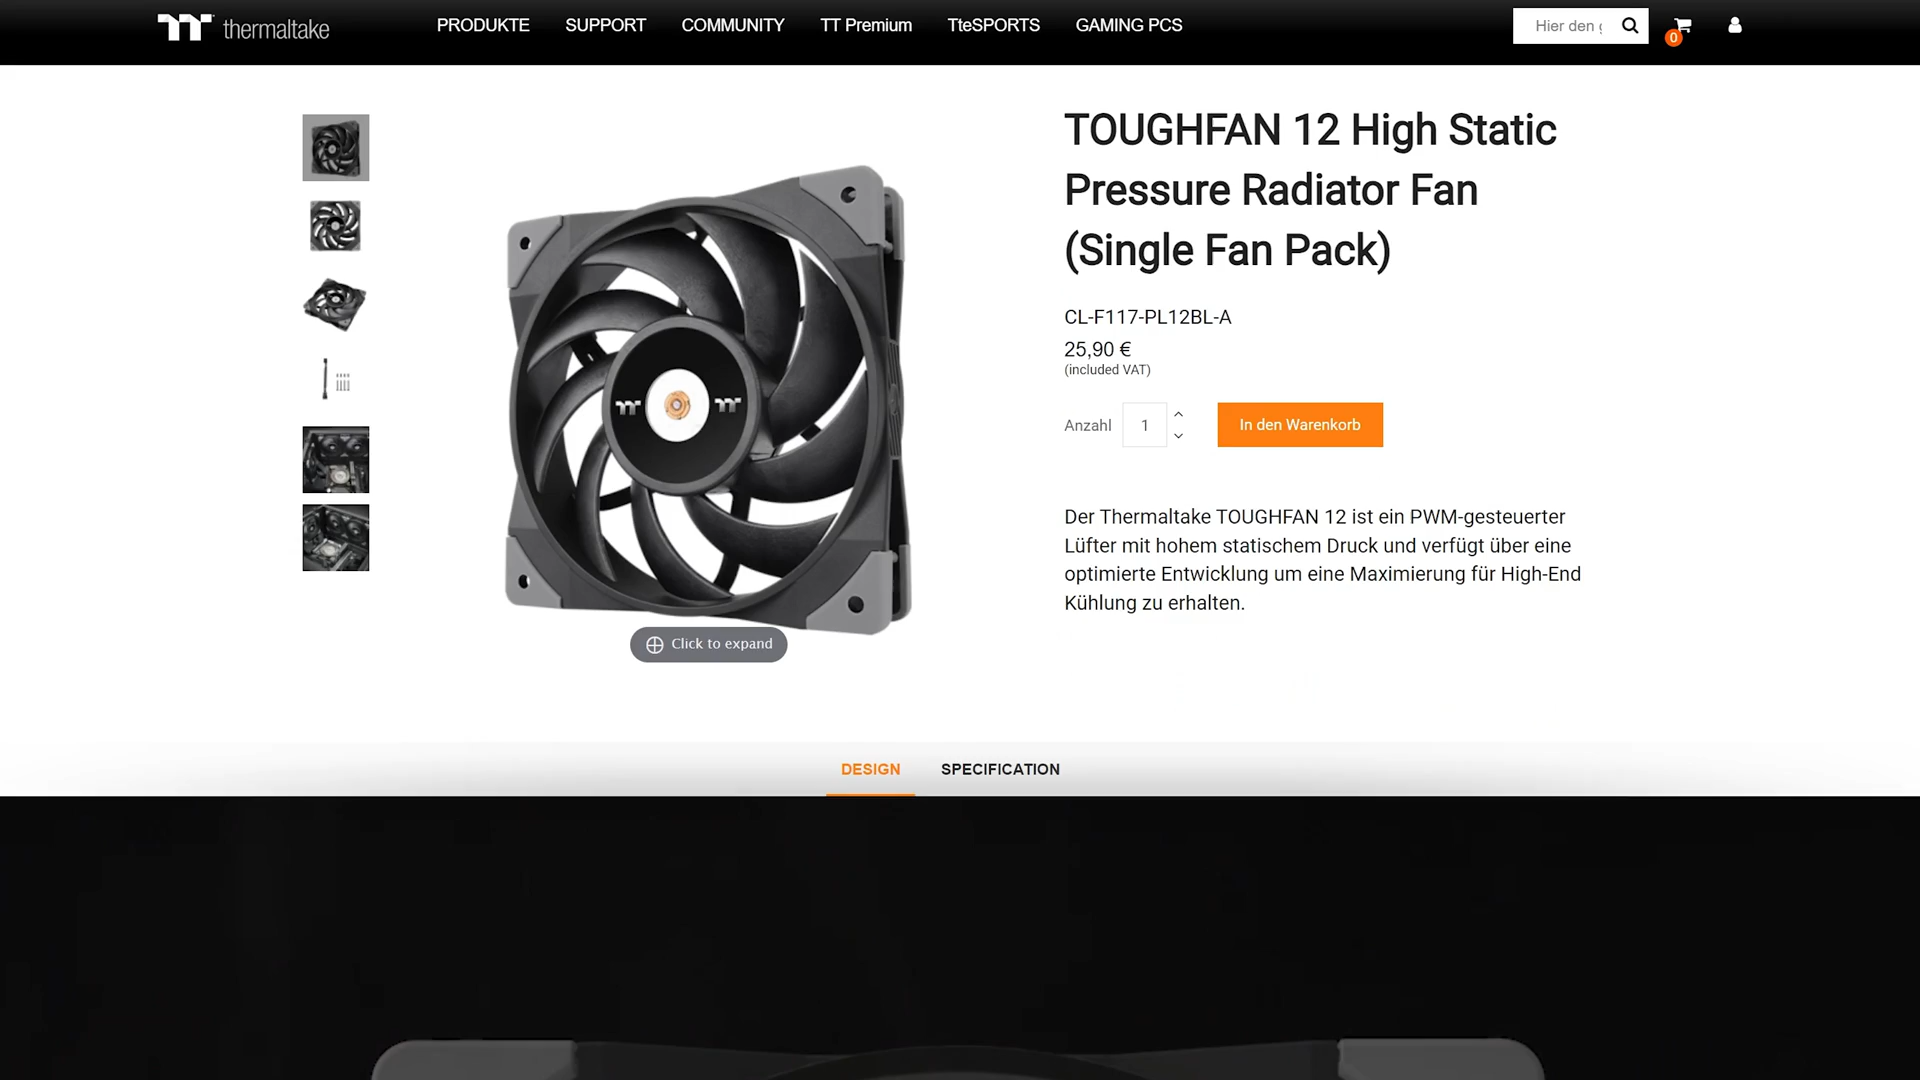 thermaltake
PRODUKTE SUPPORT COMMUNITY TT Premium TteSPORTS GAMING PCS
Hier den
0
TOUGHFAN 12 High Static
Pressure Radiator Fan
(Single Fan Pack)
CL-F117-PL12BL-A
25,90 €
(included VAT)
Anzahl 1 In den Warenkorb
Der Thermaltake TOUGHFAN 12 ist ein PWM-gesteuerter
Lüfter mit hohem statischem Druck und verfügt über eine
optimierte Entwicklung um eine Maximierung für High-End
Kühlung zu erhalten.
Click to expand
DESIGN SPECIFICATION